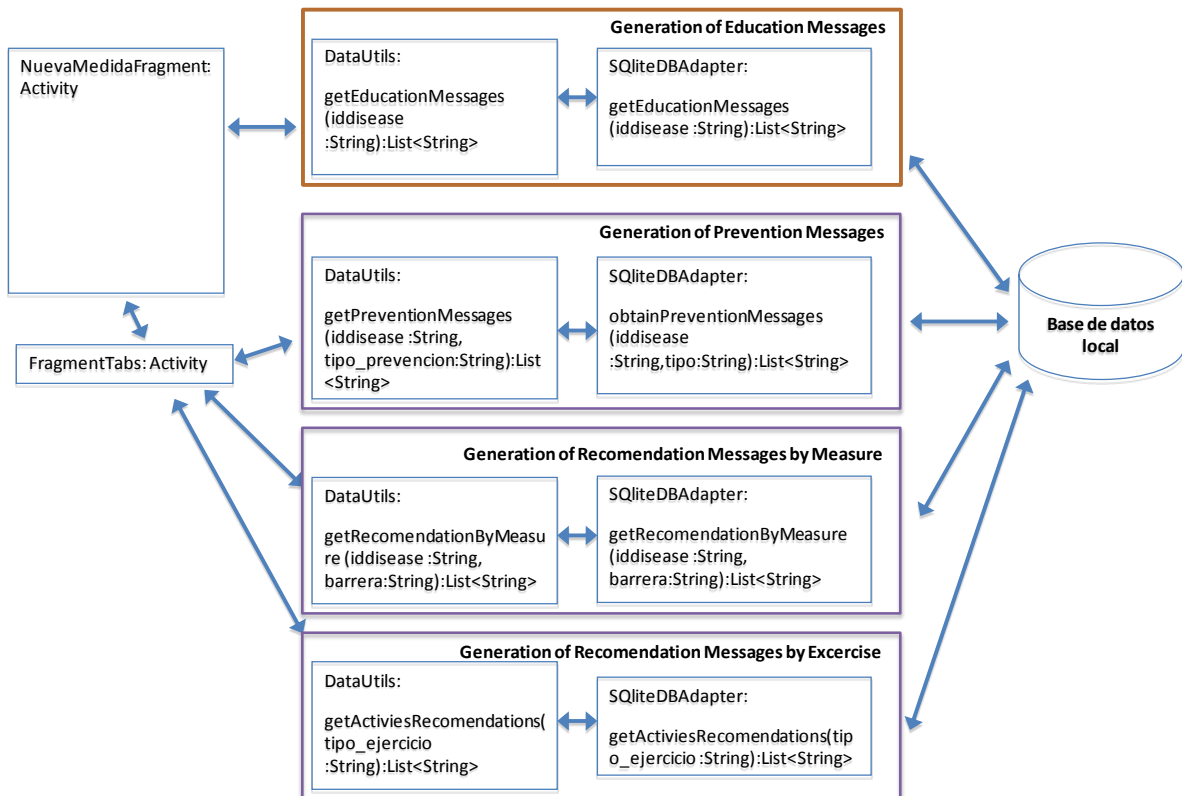 NuevaMedidaFragment:
Activity
FragmentTabs: Activity
Generation of Education Messages
DataUtils:
getEducationMessages
(iddisease
:String):List<String>
SQliteDBAdapter:
getEducationMessages
(iddisease :String):List<String>
Generation of Prevention Messages
DataUtils:
getPreventionMessages
(iddisease :String,
tipo_prevencion:String):List
<String>
SQliteDBAdapter:
obtainPreventionMessages
(iddisease
:String,tipo:String):List<String>
Generation of Recomendation Messages by Measure
DataUtils:
getRecomendationByMeasu
re (iddisease :String,
barrera:String):List<String>
SQliteDBAdapter:
getRecomendationByMeasure
(iddisease :String,
barrera:String):List<String>
Generation of Recomendation Messages by Excercise
DataUtils:
getActiviesRecomendations(
tipo_ejercicio
:String):List<String>
SQliteDBAdapter:
getActiviesRecomendations(tip
o_ejercicio :String):List<String>
Base de datos
local